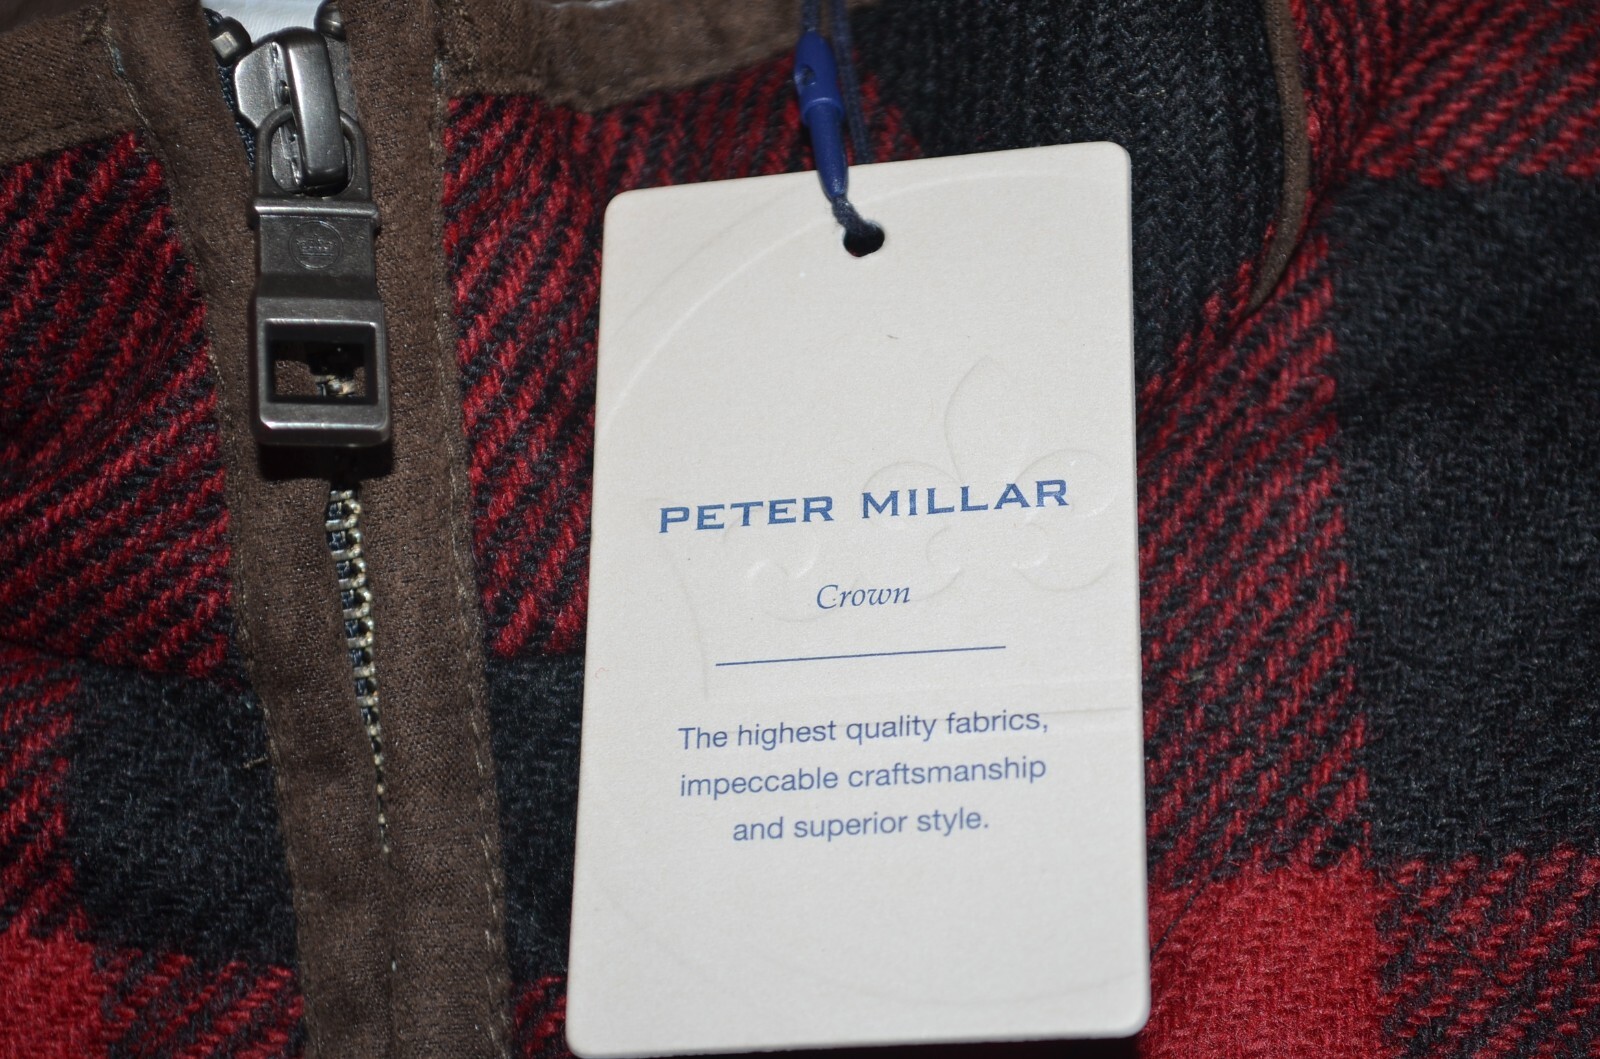 PETER MILLAR
Crown
The highest quality fabrics,
impeccable craftsmanship
and superior style.